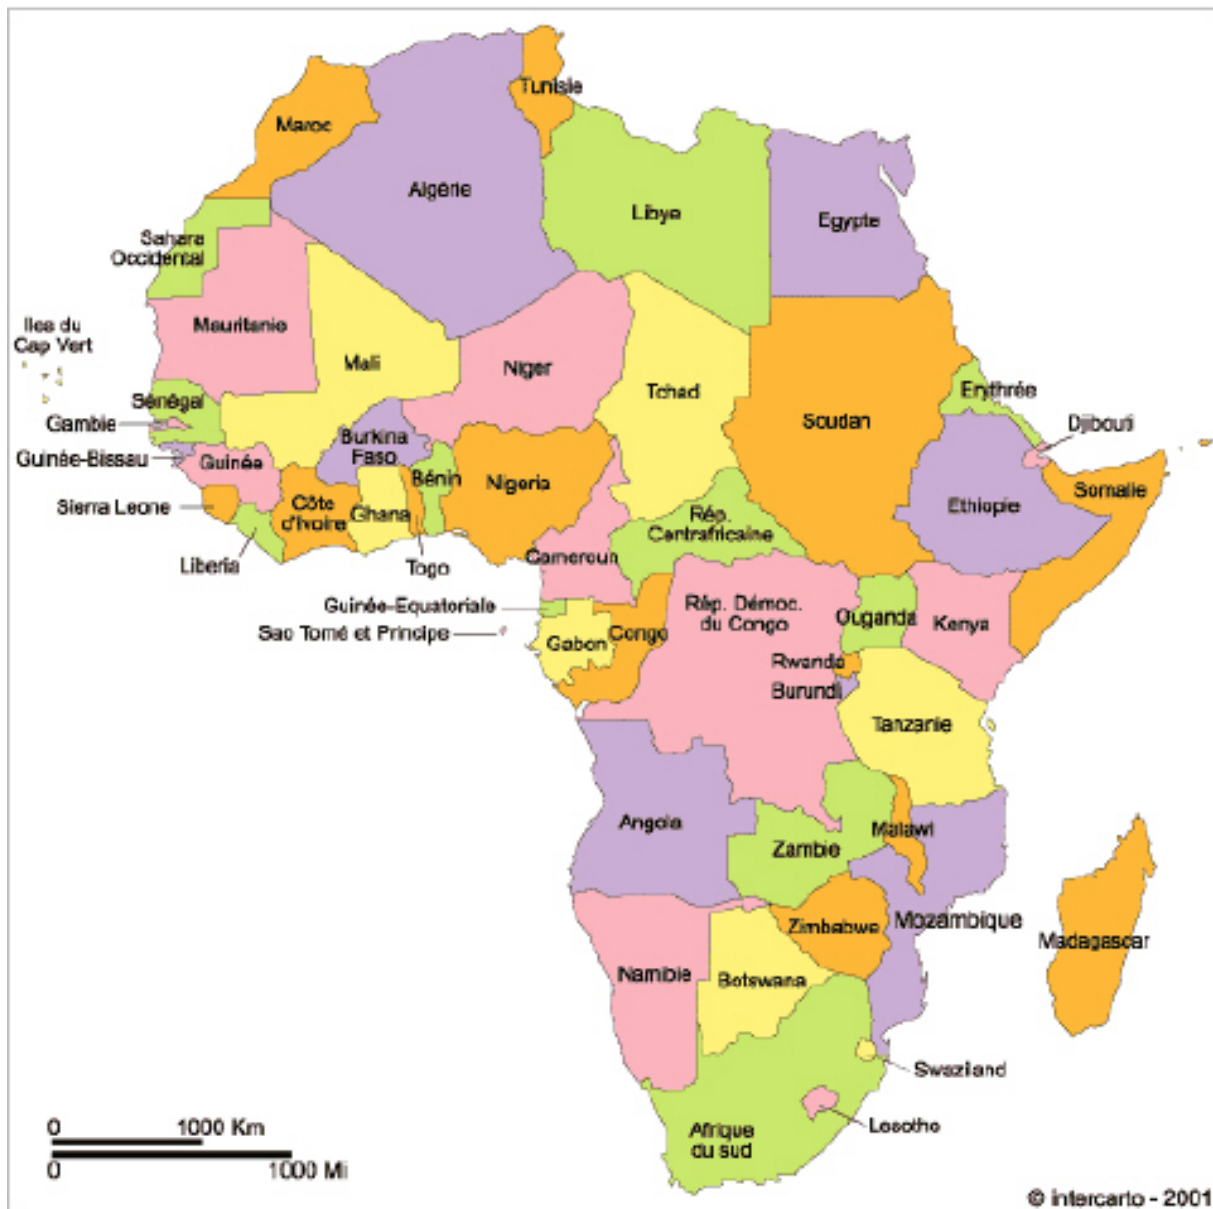 Tunisie
Maroc
Algérie
Libye
Egypte
Sahara
Occidental
Iles du
Cap Vert
Mauritanie
Mali
Niger
Tchad
Soudan
Erythrée
Djibouti
Sénégal
Gambie
Guinée-Bissau
Guinée
Burkina
Faso
Bénin
Nigeria
Somalie
Ethiopie
Sierra Leone
Côte
d'Ivoire
Ghana
Rép.
Centrafricaine
Liberia
Togo
Cameroun
Guinée-Equatoriale
Sao Tomé et Principe
Gabon
Congo
Rép. Démoc.
du Congo
Ouganda
Kenya
Rwanda
Burundi
Tanzanie
Angola
Zambie
Malawi
Mozambique
Zimbabwe
Madagascar
Namibie
Botswana
Swaziland
Lesotho
Afrique
du sud
0 1000 Km
0 1000 Mi
© intercarto - 2001